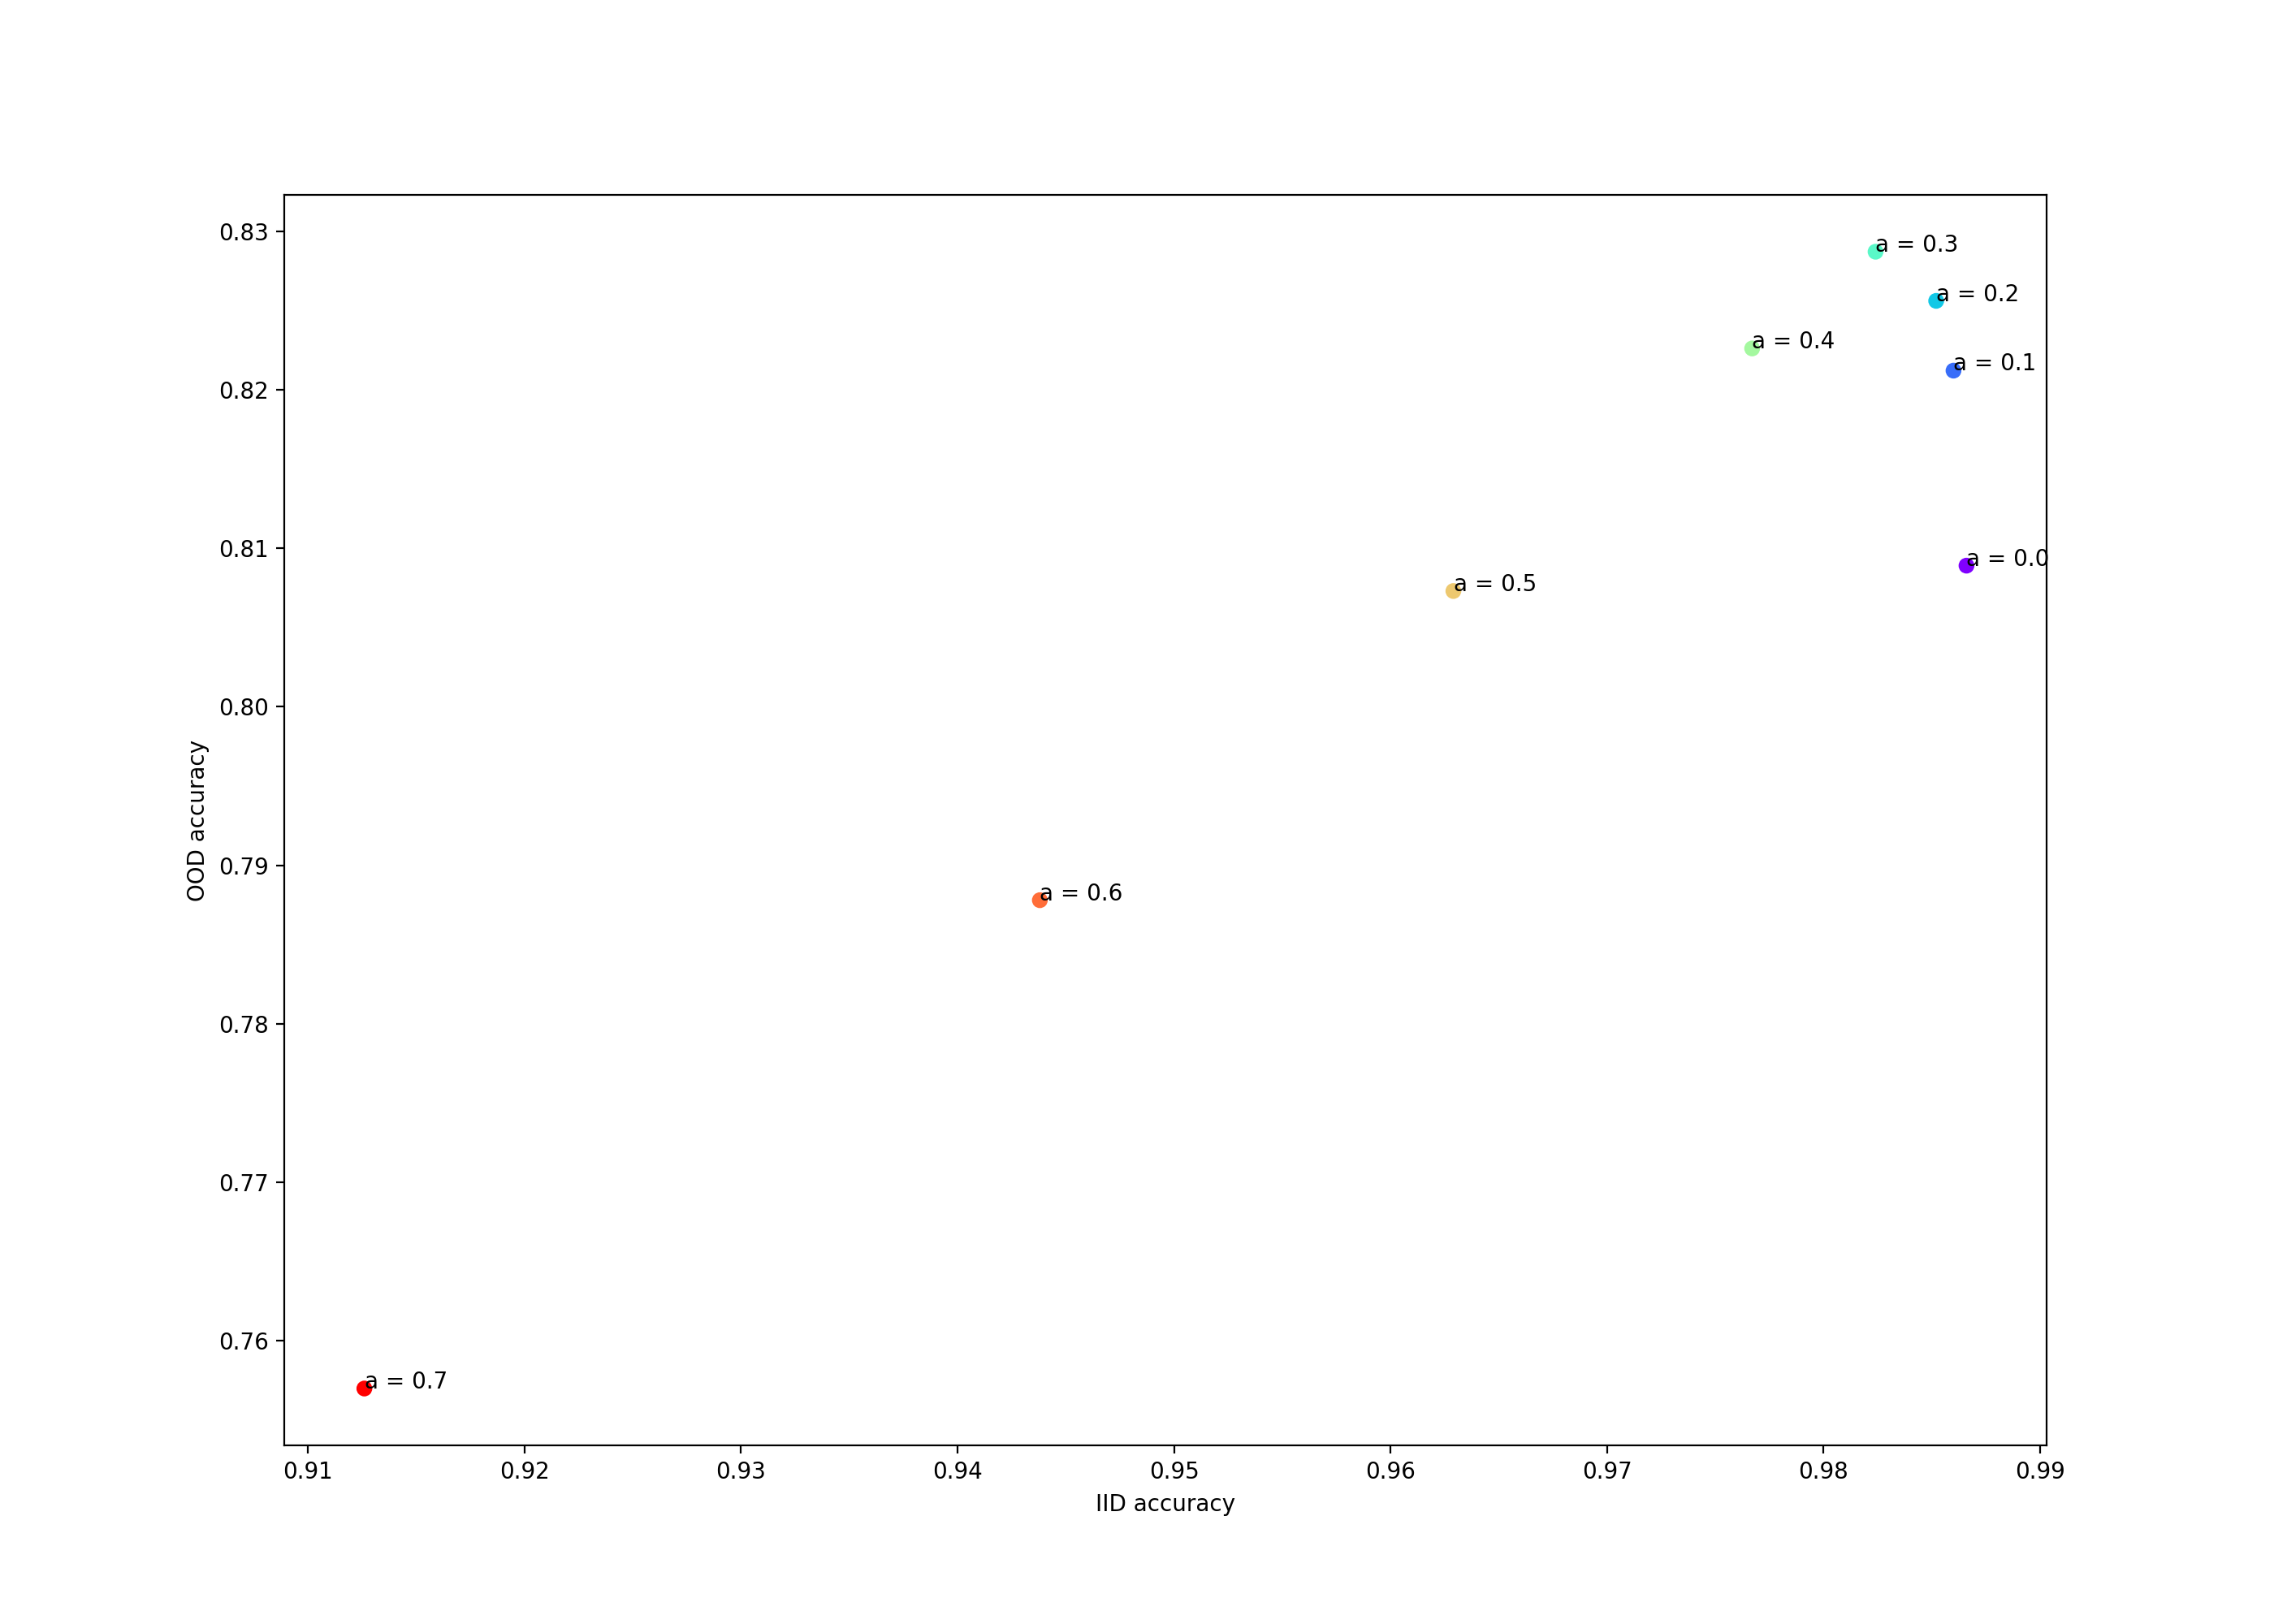 0.83
0.82
0.81
0.80
0.79
0.78
0.77
0.76
OOD accuracy
a = 0.3
a = 0.2
a = 0.4
a = 0.1
a = 0.0
a = 0.5
a = 0.6
a = 0.7
0.91 0.92 0.93 0.94 0.95 0.96 0.97 0.98 0.99
IID accuracy